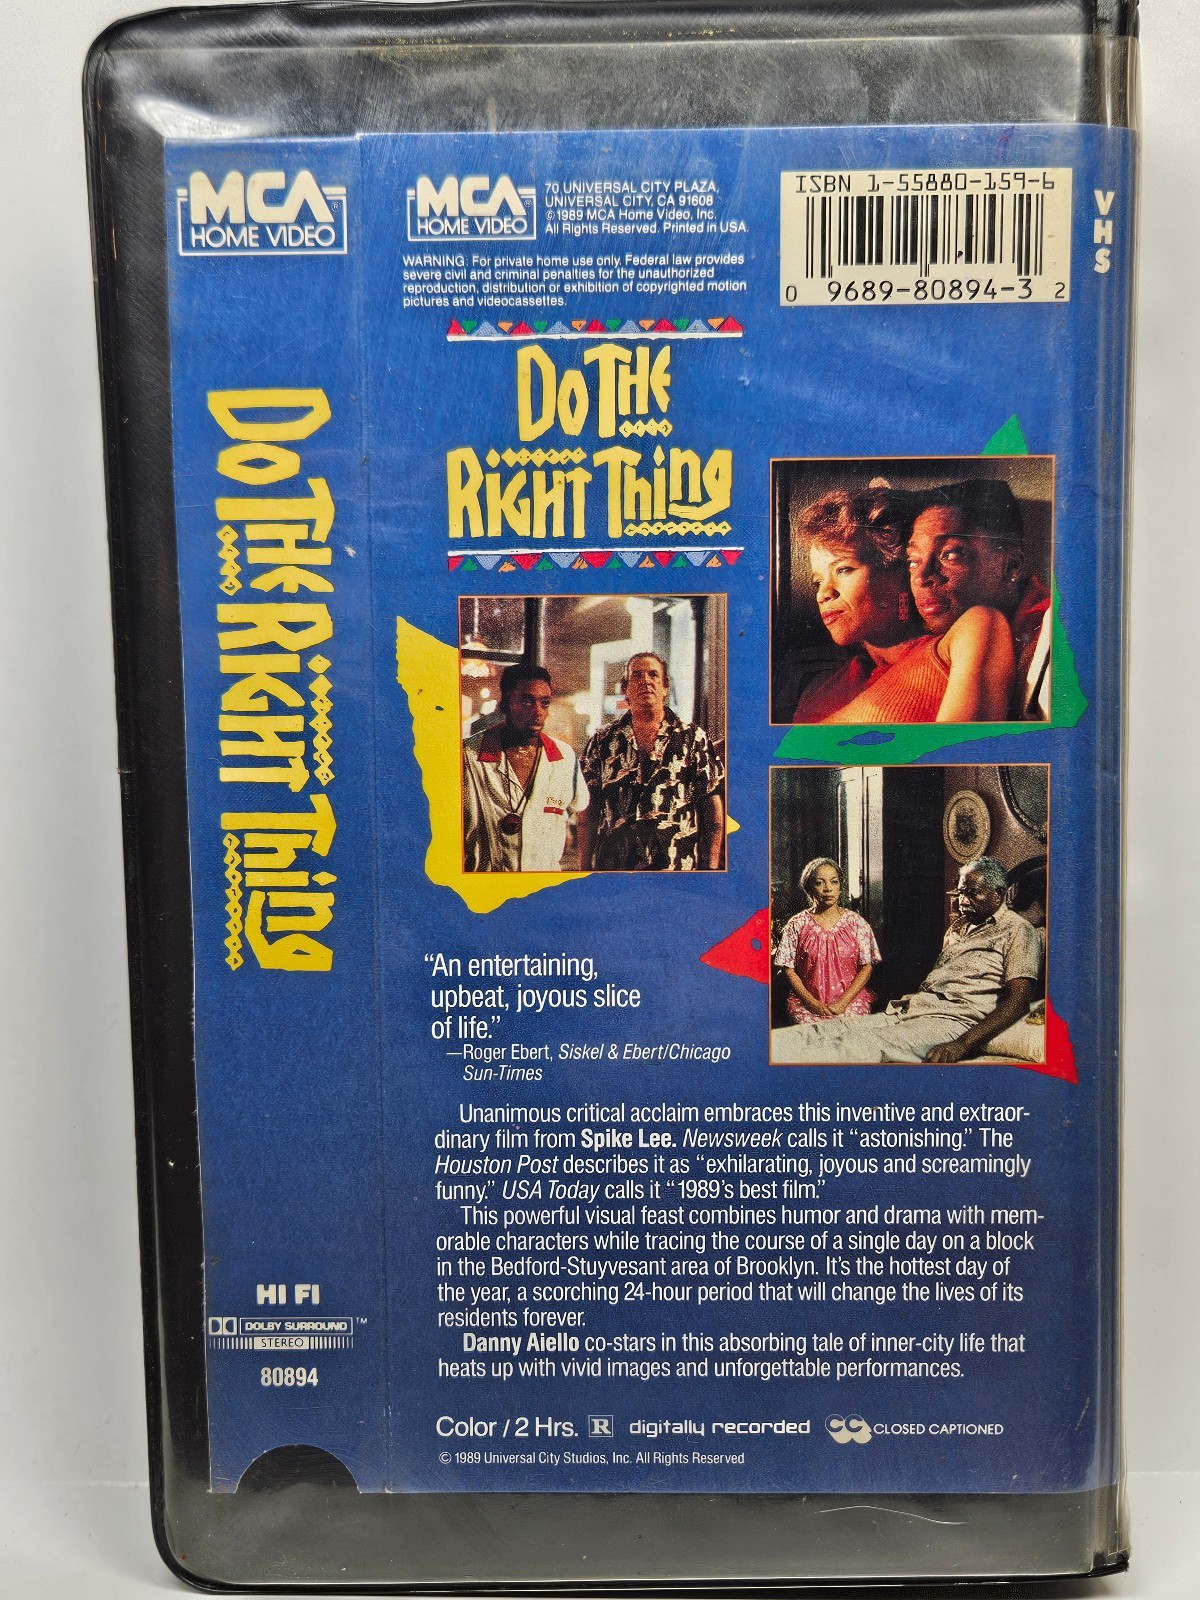 MCA
HOME VIDEO
DO THE RIGHT THING
HI FI
DOLBY SURROUND™
STEREO
80894
MCA
HOME VIDEO
70 UNIVERSAL CITY PLAZA,
UNIVERSAL CITY, CA 91608
© 1989 MCA Home Video, Inc.
All Rights Reserved. Printed in USA.
WARNING: For private home use only. Federal law provides
severe civil and criminal penalties for the unauthorized
reproduction, distribution or exhibition of copyrighted motion
pictures and videocassettes.
ISBN 1-55880-159-6
0 9689-80894-3 2
VHS
DO THE
RIGHT THING
“An entertaining,
upbeat, joyous slice
of life.”
—Roger Ebert, Siskel & Ebert/Chicago
Sun-Times
Unanimous critical acclaim embraces this inventive and extraor-
dinary film from Spike Lee. Newsweek calls it “astonishing.” The
Houston Post describes it as “exhilarating, joyous and screamingly
funny.” USA Today calls it “1989’s best film.”
This powerful visual feast combines humor and drama with mem-
orable characters while tracing the course of a single day on a block
in the Bedford-Stuyvesant area of Brooklyn. It’s the hottest day of
the year, a scorching 24-hour period that will change the lives of its
residents forever.
Danny Aiello co-stars in this absorbing tale of inner-city life that
heats up with vivid images and unforgettable performances.
Color / 2 Hrs. R digitally recorded CC CLOSED CAPTIONED
© 1989 Universal City Studios, Inc. All Rights Reserved